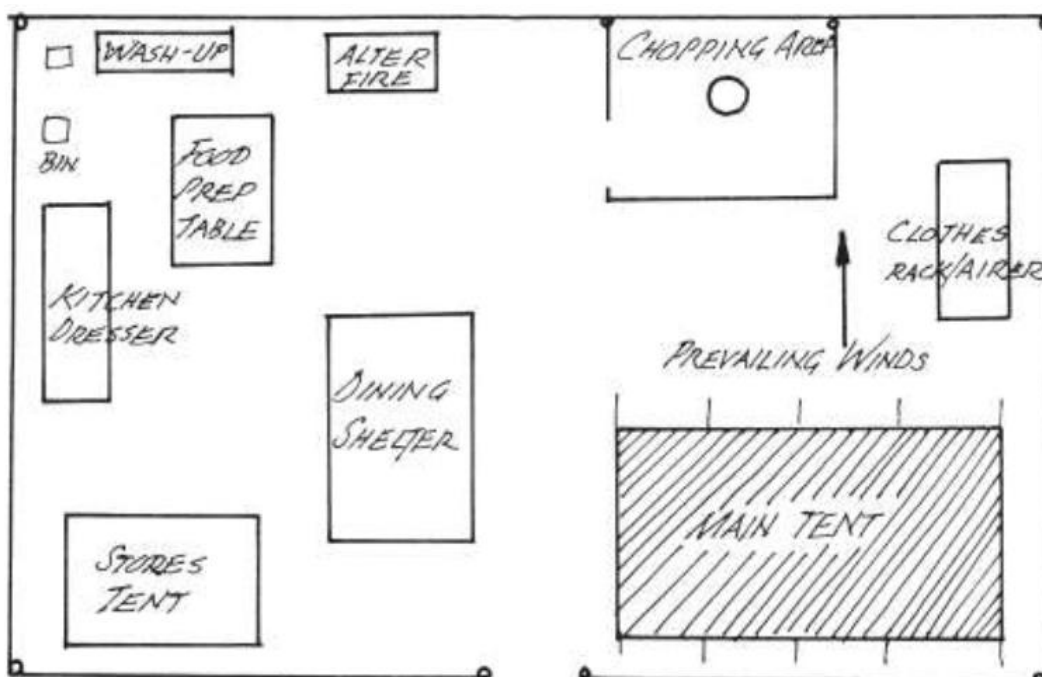 WASH-UP
ALTER
FIRE
CHOPPING AREA
BIN
FOOD
PREP
TABLE
CLOTHES
RACK/AIRER
KITCHEN
DRESSER
PREVAILING WINDS
DINING
SHELTER
MAIN TENT
STORES
TENT